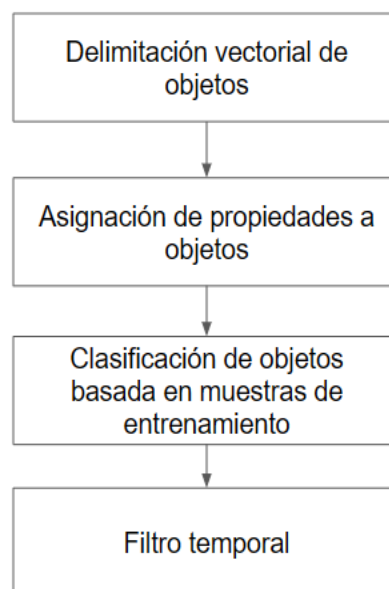 Delimitación vectorial de
objetos
Asignación de propiedades a
objetos
Clasificación de objetos
basada en muestras de
entrenamiento
Filtro temporal